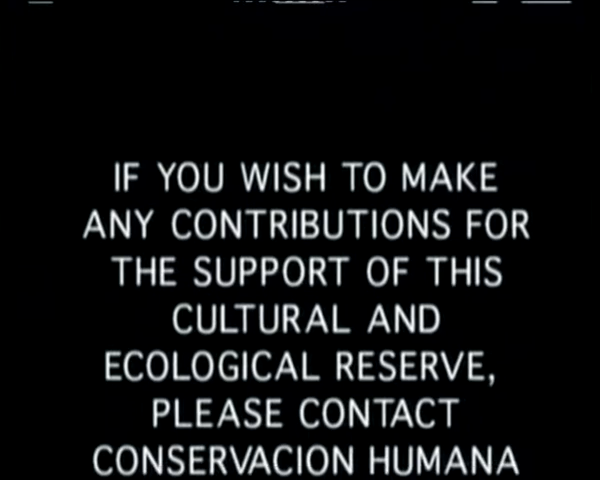 IF YOU WISH TO MAKE
ANY CONTRIBUTIONS FOR
THE SUPPORT OF THIS
CULTURAL AND
ECOLOGICAL RESERVE,
PLEASE CONTACT
CONSERVACION HUMANA